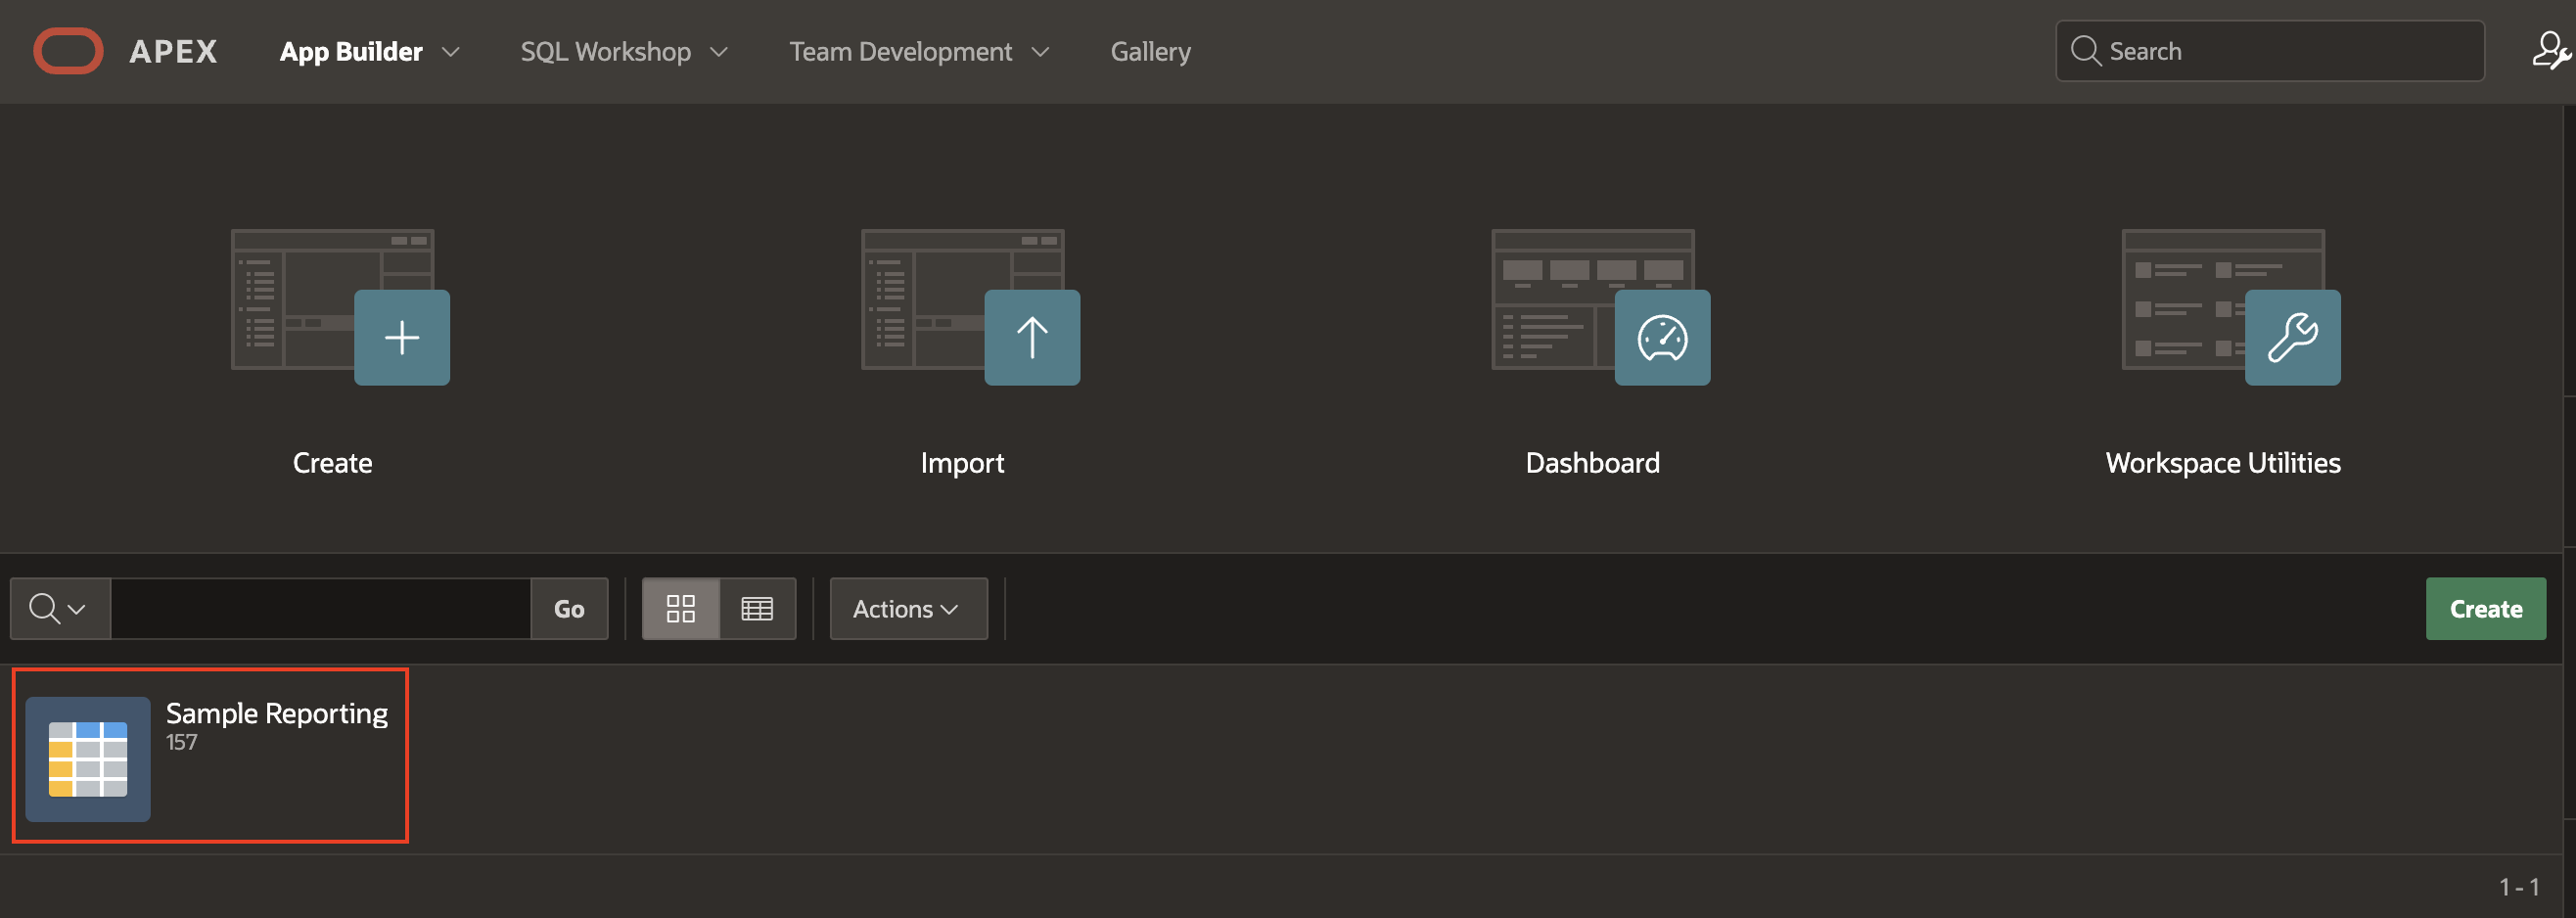 APEX App Builder SQL Workshop Team Development Gallery Search
Create Import Dashboard Workspace Utilities
Go Actions Create
Sample Reporting
157
1 - 1